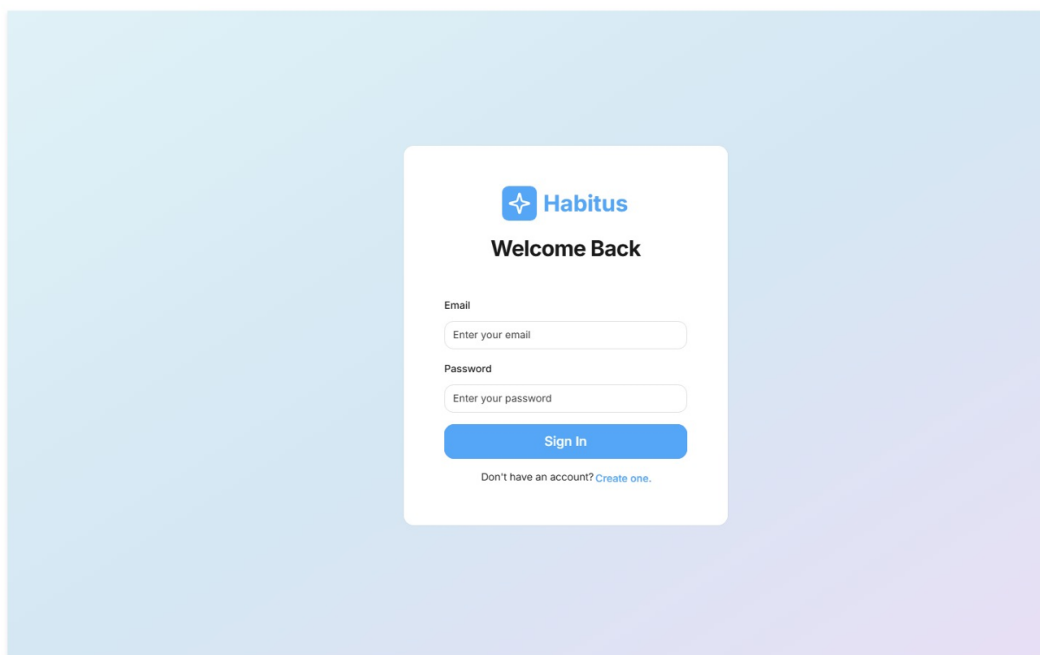 Habitus
Welcome Back
Email
Enter your email
Password
Enter your password
Sign In
Don't have an account? Create one.